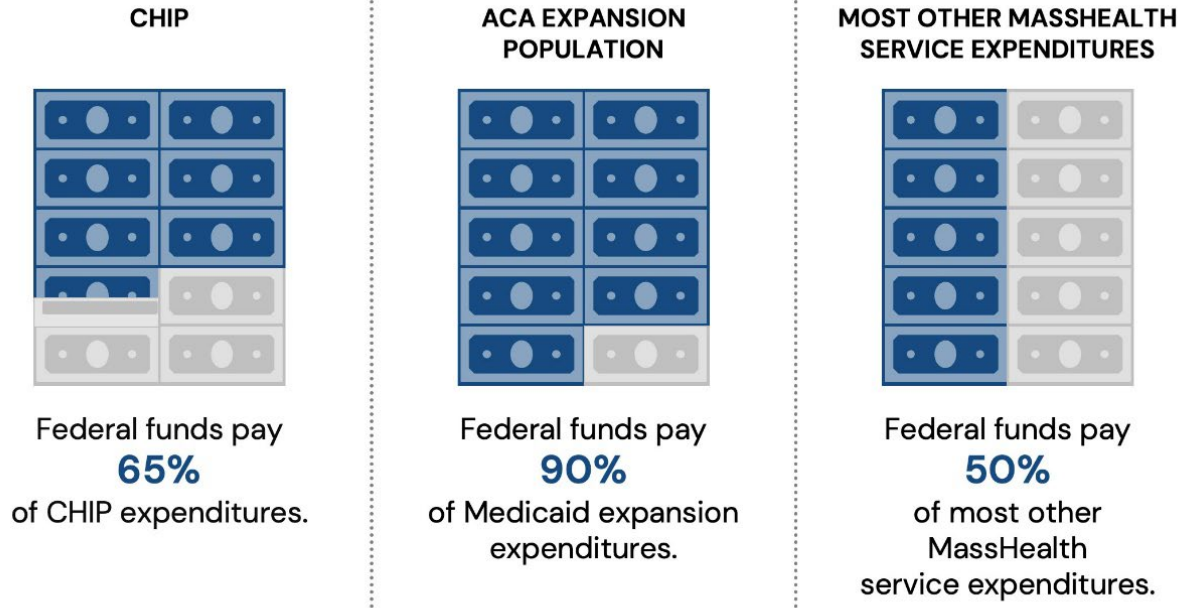 CHIP
Federal funds pay
65%
of CHIP expenditures.
ACA EXPANSION
POPULATION
Federal funds pay
90%
of Medicaid expansion
expenditures.
MOST OTHER MASSHEALTH
SERVICE EXPENDITURES
Federal funds pay
50%
of most other
MassHealth
service expenditures.